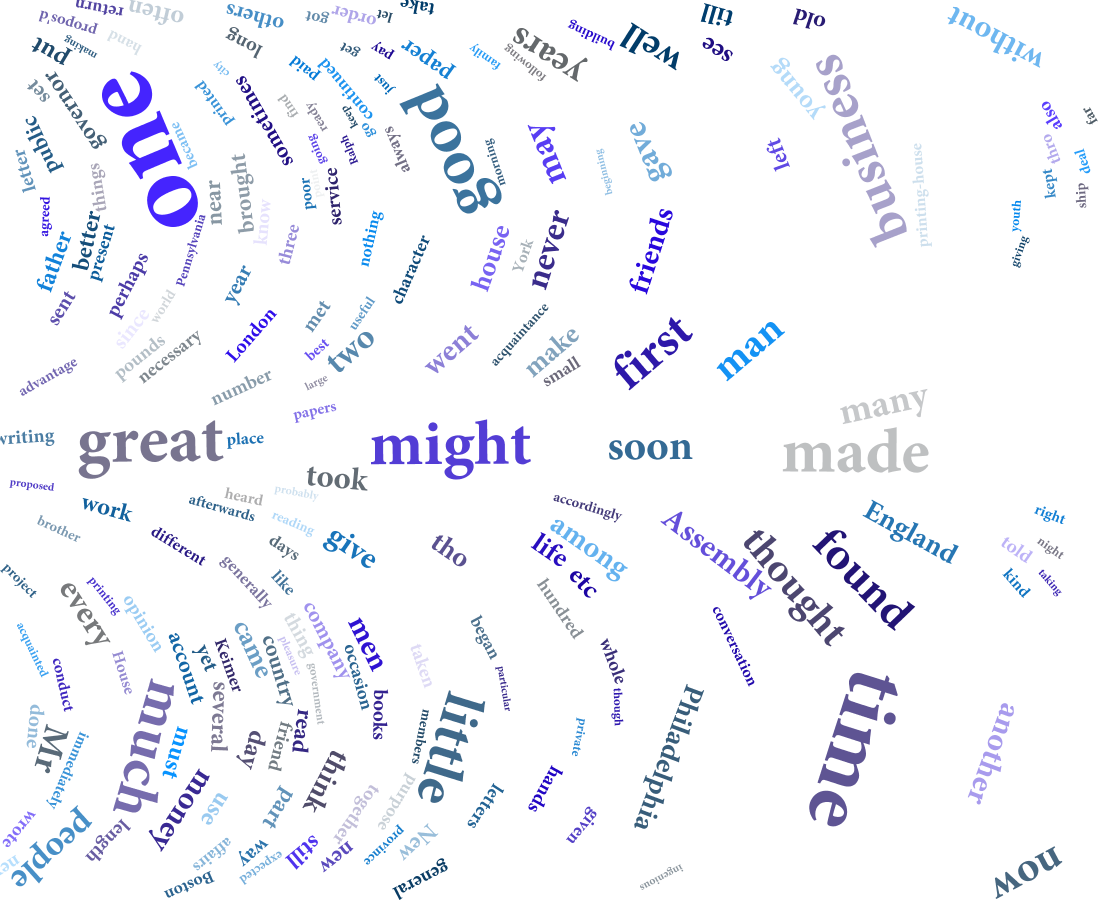 return
often
others
got
order
let
take
propos'd
hand
long
get
pay
paper
family
following
years
building
well
till
see
old
without
put
making
set
governor
one
city
printed
sometimes
find
paid
continued
just
ready
keep
go
good
always
young
business
far
also
public
letter
became
things
near
brought
going
Ralph
morning
may
beginning
gave
left
thro
deal
kept
ship
agreed
father
better
present
know
three
poor
service
nothing
character
house
York
never
friends
printing-house
youth
giving
sent
perhaps
Pennsylvania
since
world
year
London
met
useful
best
two
went
acquaintance
make
small
first
man
advantage
pounds
necessary
number
large
papers
many
writing
great
place
might
soon
made
took
proposed
work
afterwards
heard
probably
reading
accordingly
right
brother
different
days
give
tho
among
life
etc
Assembly
thought
found
England
told
night
kind
taking
project
every
printing
opinion
generally
like
hundred
acquainted
conduct
House
account
yet
Keimer
came
country
thing
pleasure
company
government
men
occasion
books
taken
began
particular
whole
though
conversation
done
Mr
immediately
much
must
several
day
friend
read
think
members
little
private
Philadelphia
time
another
wrote
people
length
money
use
part
together
purpose
letters
hands
given
affairs
Boston
way
expected
still
new
province
New
general
ingenious
now